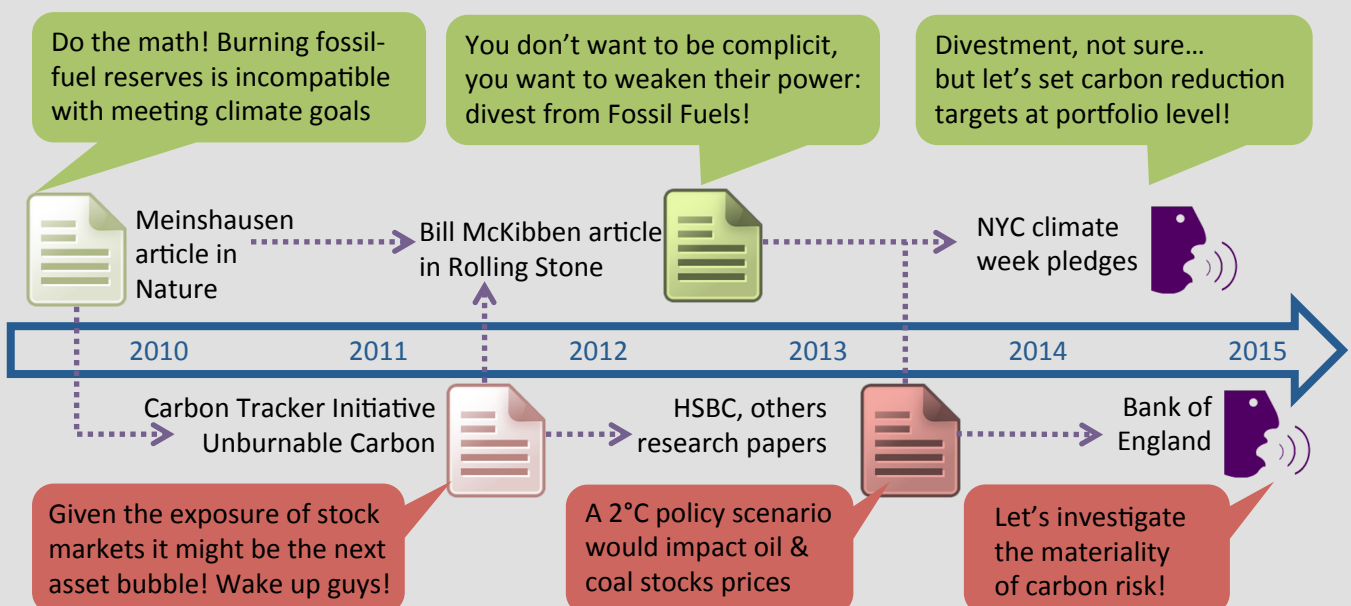 Do the math! Burning fossil-
fuel reserves is incompatible
with meeting climate goals
You don’t want to be complicit,
you want to weaken their power:
divest from Fossil Fuels!
Divestment, not sure…
but let’s set carbon reduction
targets at portfolio level!
Meinshausen
article in
Nature
Bill McKibben article
in Rolling Stone
NYC climate
week pledges
2010
2011
2012
2013
2014
2015
Carbon Tracker Initiative
Unburnable Carbon
HSBC, others
research papers
Bank of
England
Given the exposure of stock
markets it might be the next
asset bubble! Wake up guys!
A 2°C policy scenario
would impact oil &
coal stocks prices
Let’s investigate
the materiality
of carbon risk!